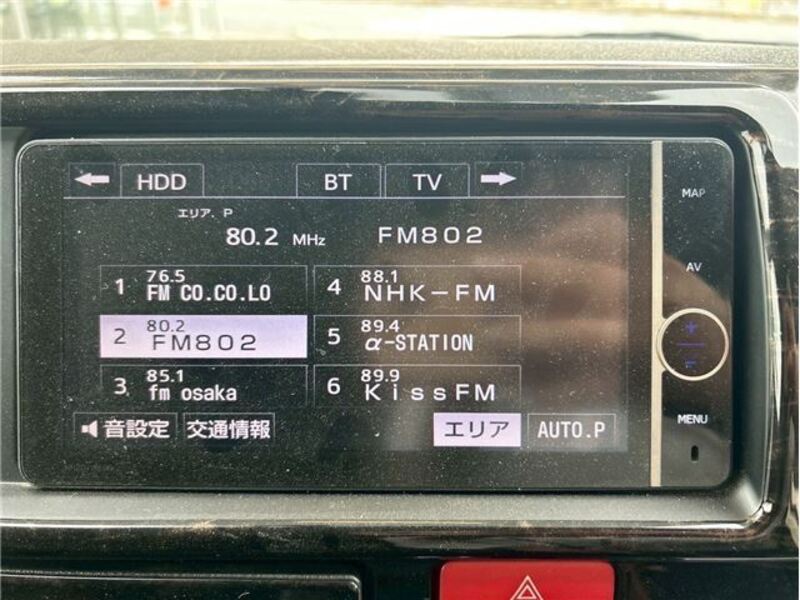 HDD BT TV
エリア. P
80.2 MHz FM802
1 76.5 FM CO.CO.LO
4 88.1 NHK-FM
2 80.2 FM802
5 89.4 α-STATION
3 85.1 fm osaka
6 89.9 KissFM
音設定 交通情報 エリア AUTO.P
MAP
AV
+
-
MENU